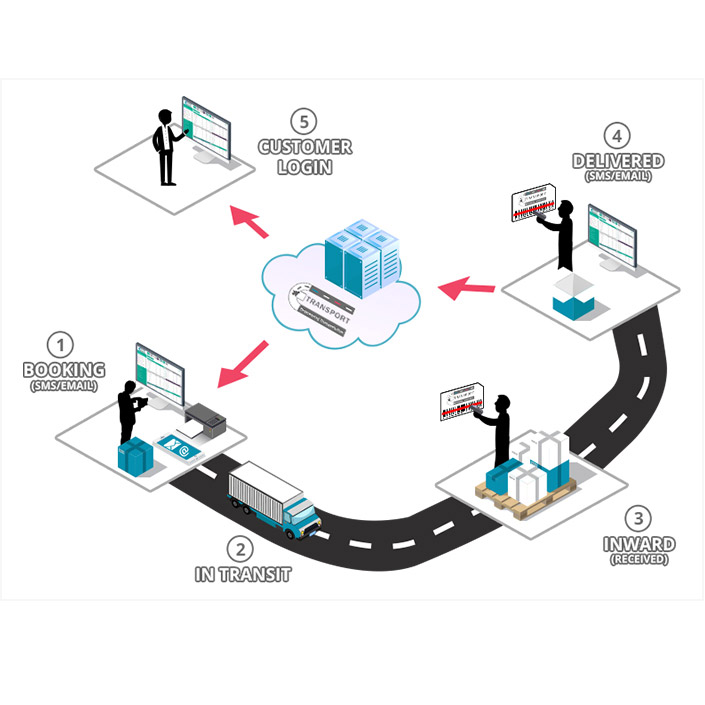 5
CUSTOMER
LOGIN
4
DELIVERED
(SMS/EMAIL)
TRANSPORT
1
BOOKING
(SMS/EMAIL)
@
3
INWARD
(RECEIVED)
2
IN TRANSIT